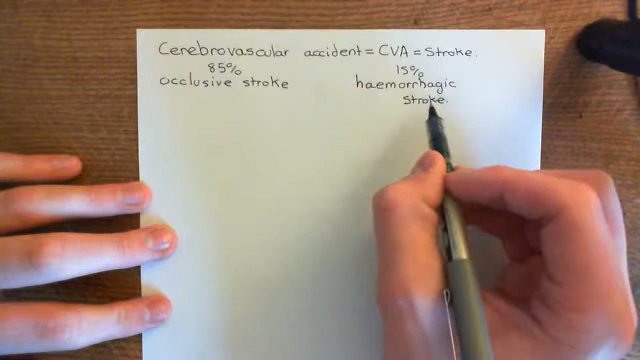 Cerebrovascular accident = CVA = Stroke.
85% 15%
occlusive stroke haemorrhagic
stroke.